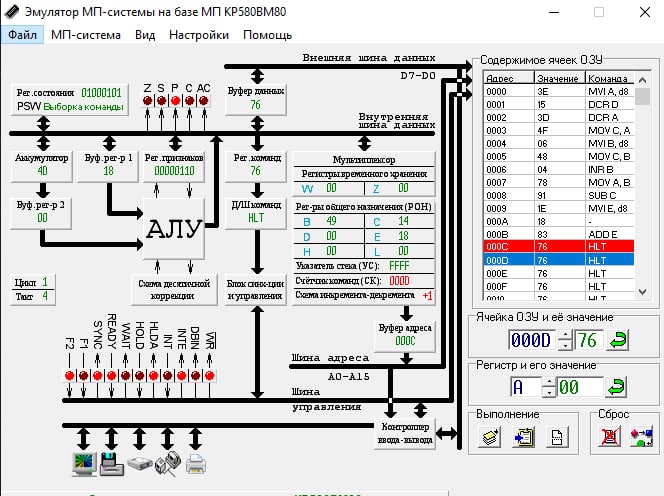 Эмулятор МП-системы на базе МП КР580ВМ80
Файл МП-система Вид Настройки Помощь
Внешняя шина данных
D7-D0
Рег.состояния 01000101
PSW Выборка команды
Z S P C AC
Буфер данных
76
Внутренняя
шина данных
Аккумулятор
4D
Буф.рег-р 1
18
Рег.признаков
00000110
Рег.команд
76
Буф.рег-р 2
00
АЛУ
Д/Ш команд
HLT
Мультиплексор
Регистры временного хранения
W 00 Z 00
Рег-ры общего назначения (РОН)
B 49 C 14
D 00 E 18
H 00 L 00
Указатель стека (УС): FFFF
Счётчик команд (СК): 000D
Схема инкремента-декремента +1
Цикл 1
Такт 4
Схема десятичной
коррекции
Блок синх-ции
и управления
Буфер адреса
000C
F2 F1 SYNC READY WAIT HOLD HLDA INT INTE DBIN WR
Шина адреса
A0-A15
Шина
управления
Контроллер
ввода-вывода
Содержимое ячеек ОЗУ
Адрес Значение Команда
0000 3E MVI A, d8
0001 15 DCR D
0002 3D DCR A
0003 4F MOV C, A
0004 06 MVI B, d8
0005 48 MOV C, B
0006 04 INR B
0007 78 MOV A, B
0008 91 SUB C
0009 1E MVI E, d8
000A 18 -
000B 83 ADD E
000C 76 HLT
000D 76 HLT
000E 76 HLT
000F 76 HLT
0010 76 HLT
Ячейка ОЗУ и её значение
000D 76
Регистр и его значение
A 00
Выполнение
Сброс